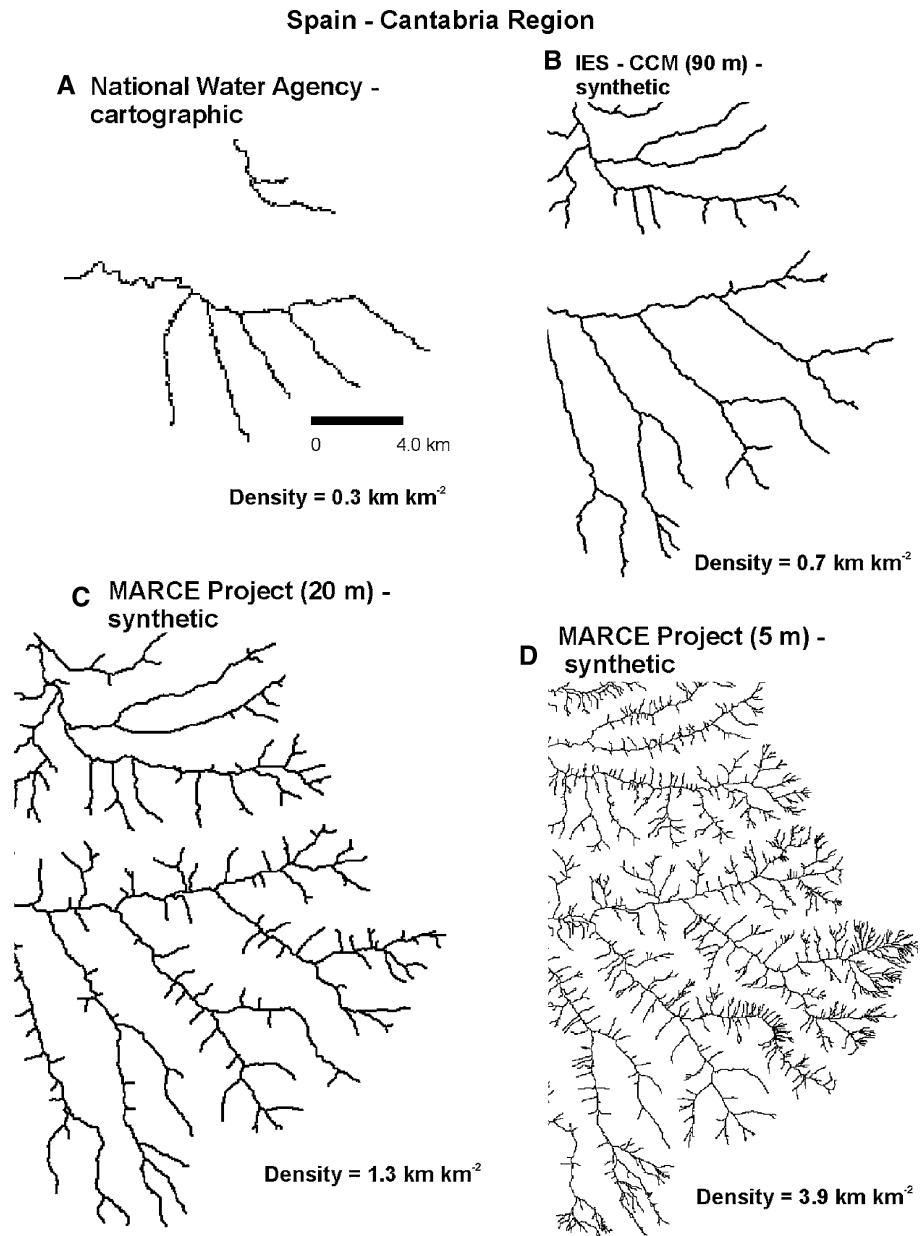 Spain - Cantabria Region
A National Water Agency -
cartographic
B IES - CCM (90 m) -
synthetic
0 4.0 km
Density = 0.3 km km-2
Density = 0.7 km km-2
C MARCE Project (20 m) -
synthetic
D MARCE Project (5 m) -
synthetic
Density = 1.3 km km-2
Density = 3.9 km km-2